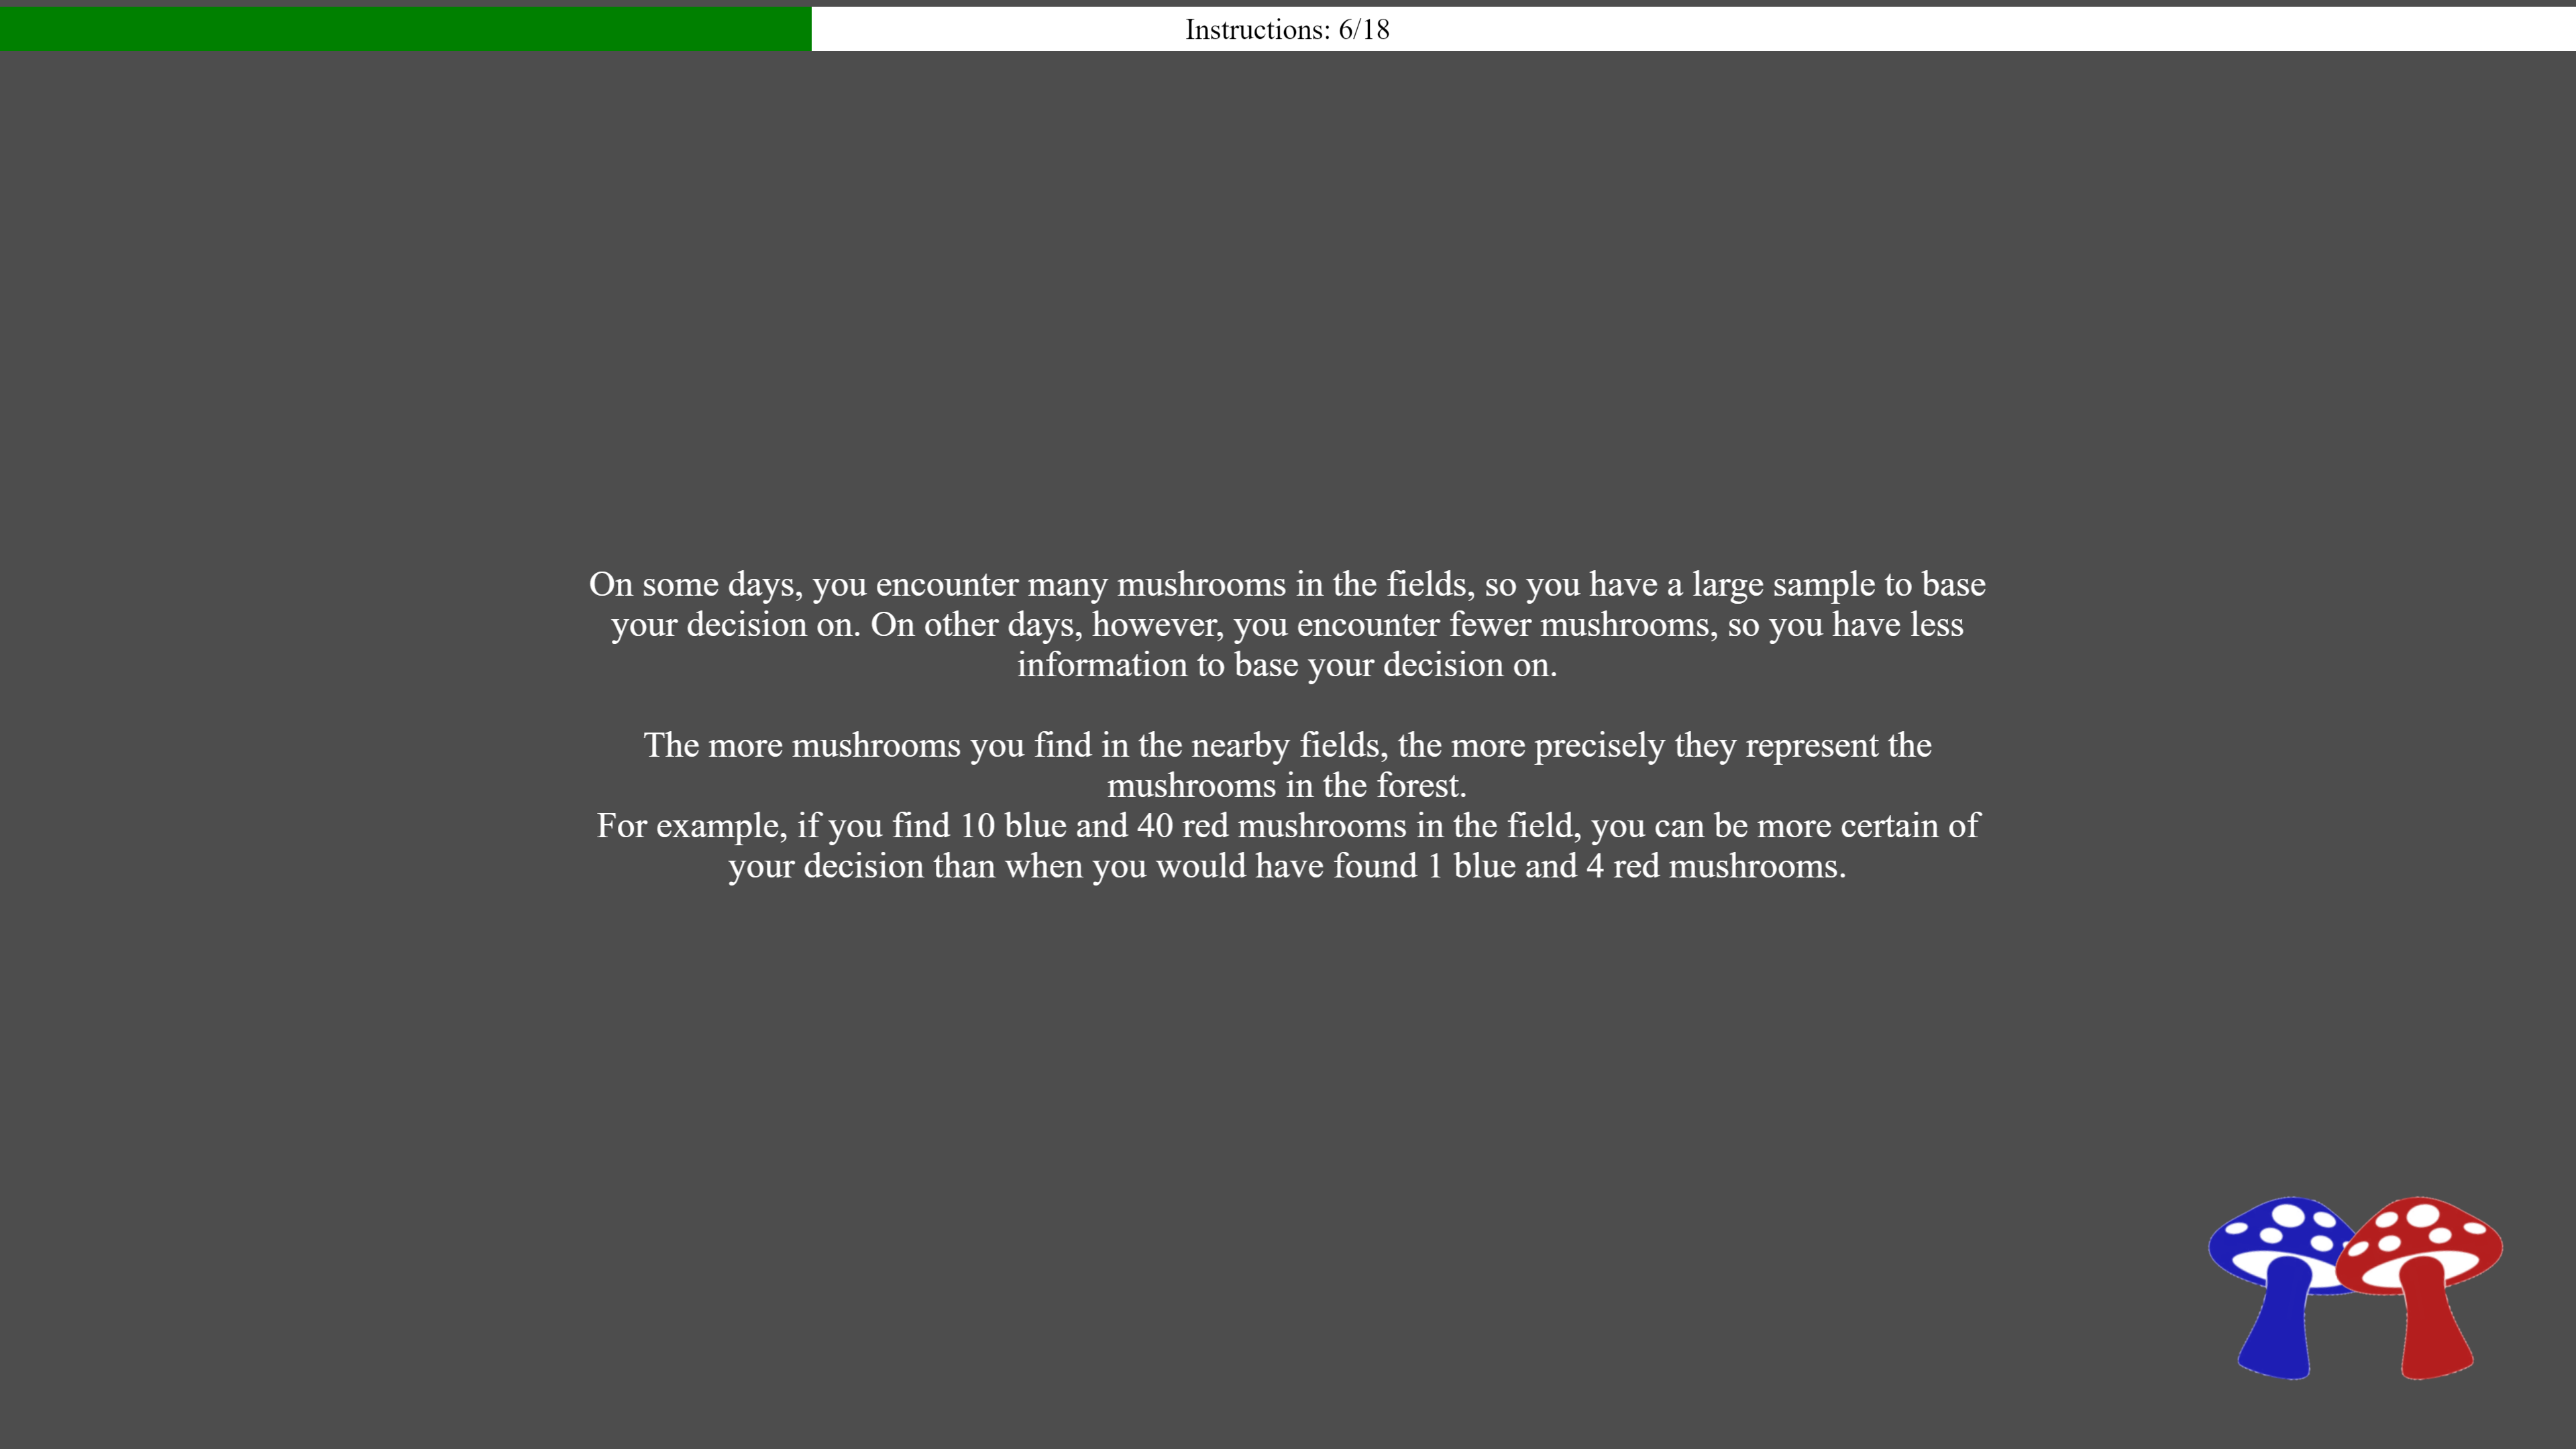 Instructions: 6/18
On some days, you encounter many mushrooms in the fields, so you have a large sample to base
your decision on. On other days, however, you encounter fewer mushrooms, so you have less
information to base your decision on.
The more mushrooms you find in the nearby fields, the more precisely they represent the
mushrooms in the forest.
For example, if you find 10 blue and 40 red mushrooms in the field, you can be more certain of
your decision than when you would have found 1 blue and 4 red mushrooms.